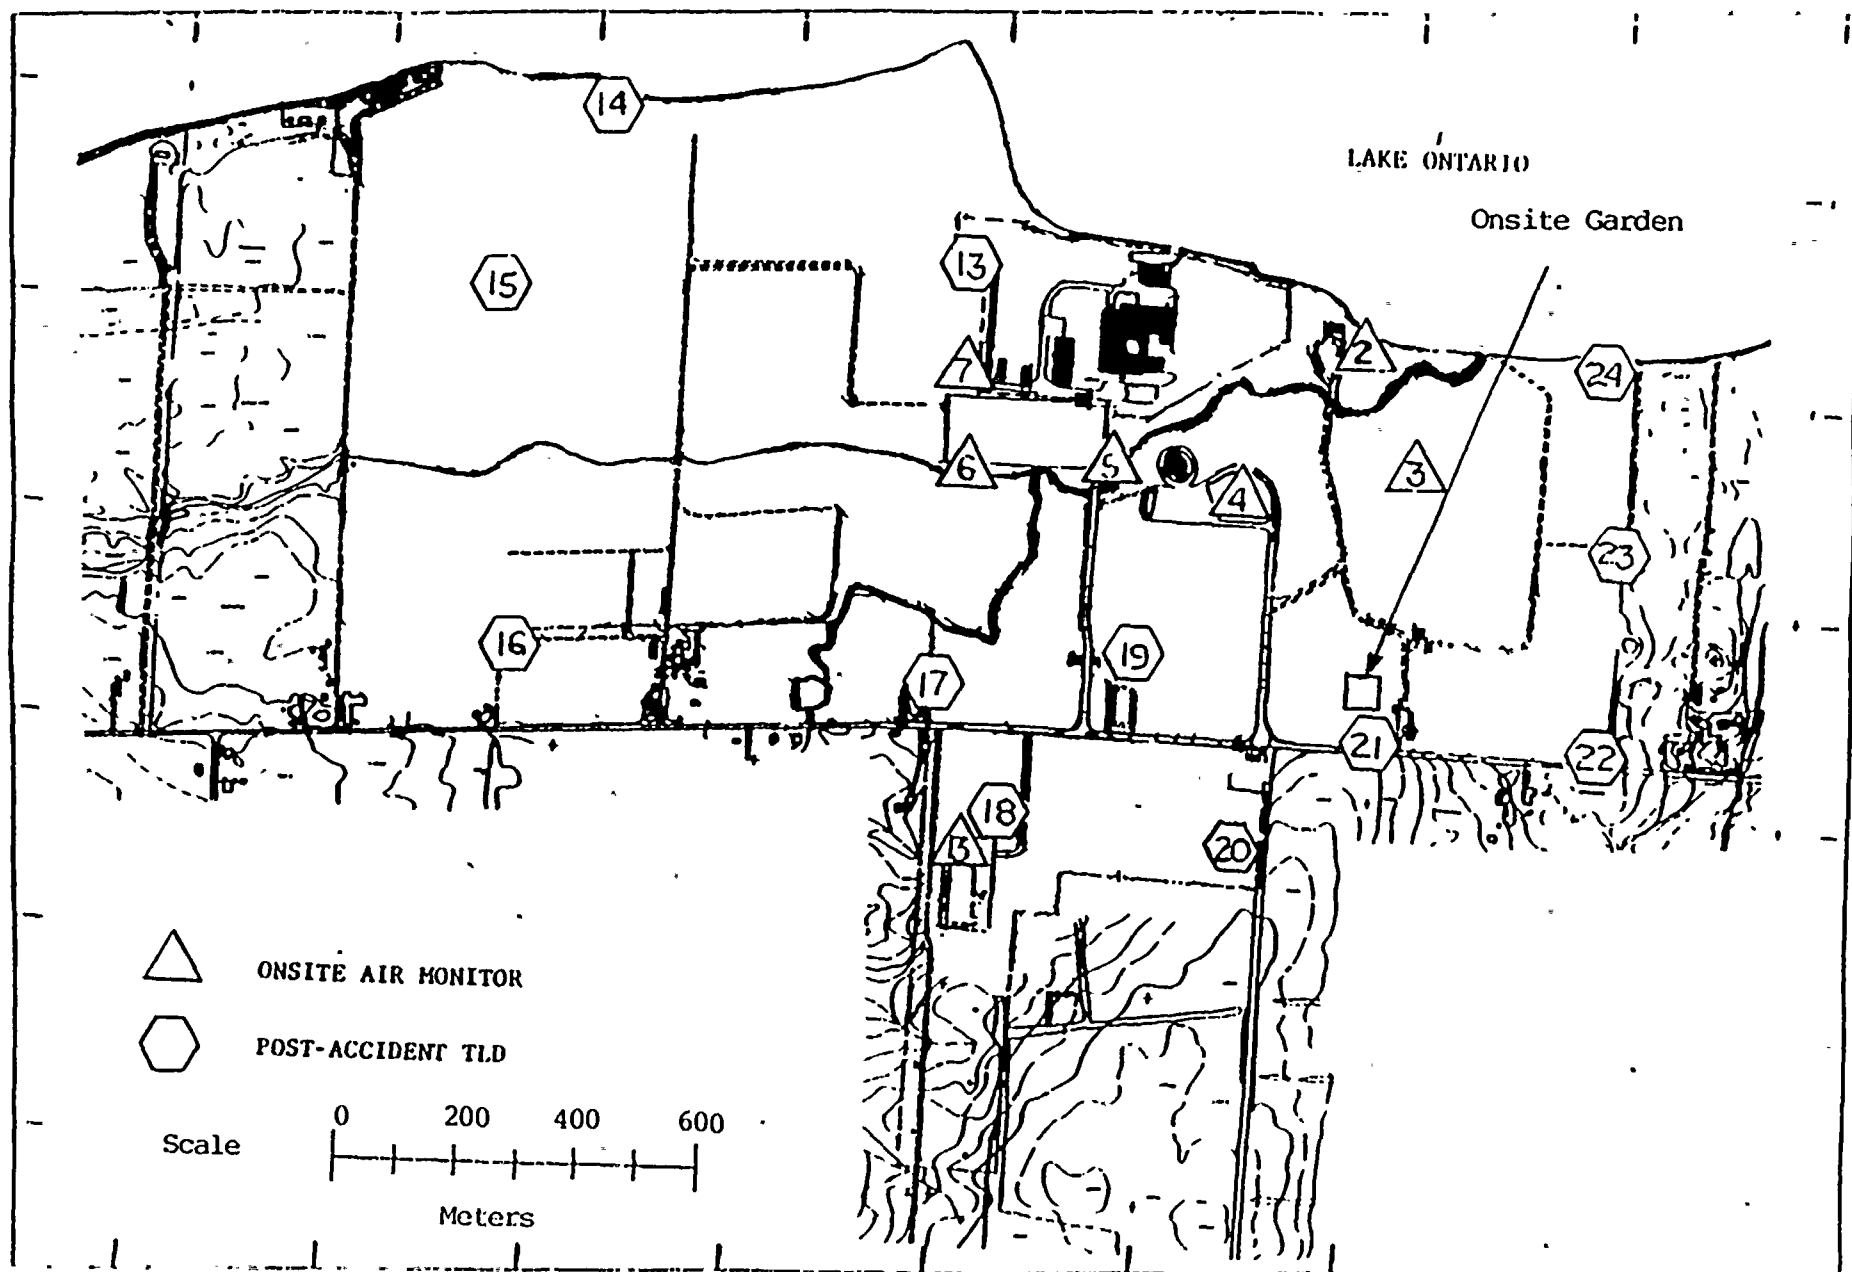 14
LAKE ONTARIO
Onsite Garden
13
15
7
2
24
6
5
3
4
23
16
19
17
21
22
18
13
20
ONSITE AIR MONITOR
POST-ACCIDENT TLD
0 200 400 600
Scale
Meters